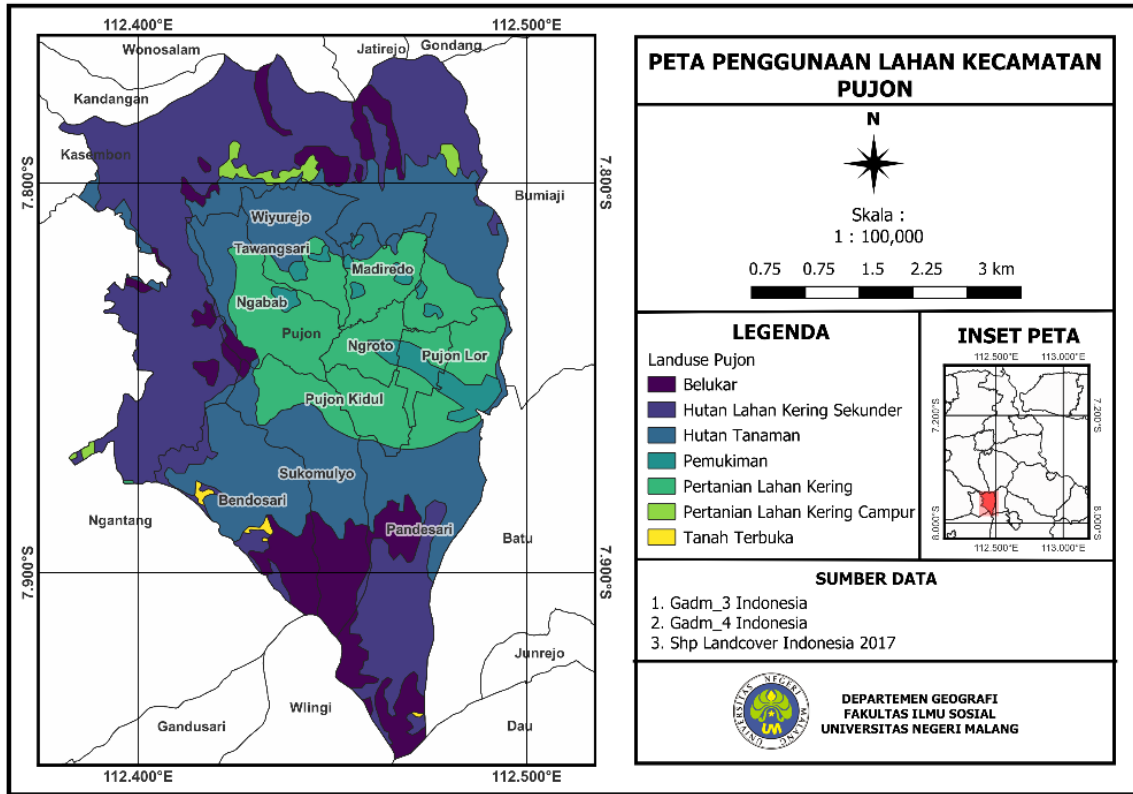 112.400°E
112.500°E
Wonosalam
Jatirejo
Gondang
Kandangan
Kasembon
7.800°S
7.800°S
Bumiaji
Wiyurejo
Tawangsari
Madiredo
Ngabab
Pujon
Ngroto
Pujon Lor
Pujon Kidul
Sukomulyo
Bendosari
Ngantang
Pandesari
Batu
7.900°S
7.900°S
Junrejo
Wlingi
Gandusari
Dau
112.400°E
112.500°E
PETA PENGGUNAAN LAHAN KECAMATAN
PUJON
N
Skala :
1 : 100,000
0.75 0.75 1.5 2.25 3 km
LEGENDA
Landuse Pujon
Belukar
Hutan Lahan Kering Sekunder
Hutan Tanaman
Pemukiman
Pertanian Lahan Kering
Pertanian Lahan Kering Campur
Tanah Terbuka
INSET PETA
112.500°E 113.000°E
7.200°S
7.200°S
8.000°S
8.000°S
112.500°E 113.000°E
SUMBER DATA
1. Gadm_3 Indonesia
2. Gadm_4 Indonesia
3. Shp Landcover Indonesia 2017
UNIVERSITAS NEGERI MALANG
UM
DEPARTEMEN GEOGRAFI
FAKULTAS ILMU SOSIAL
UNIVERSITAS NEGERI MALANG